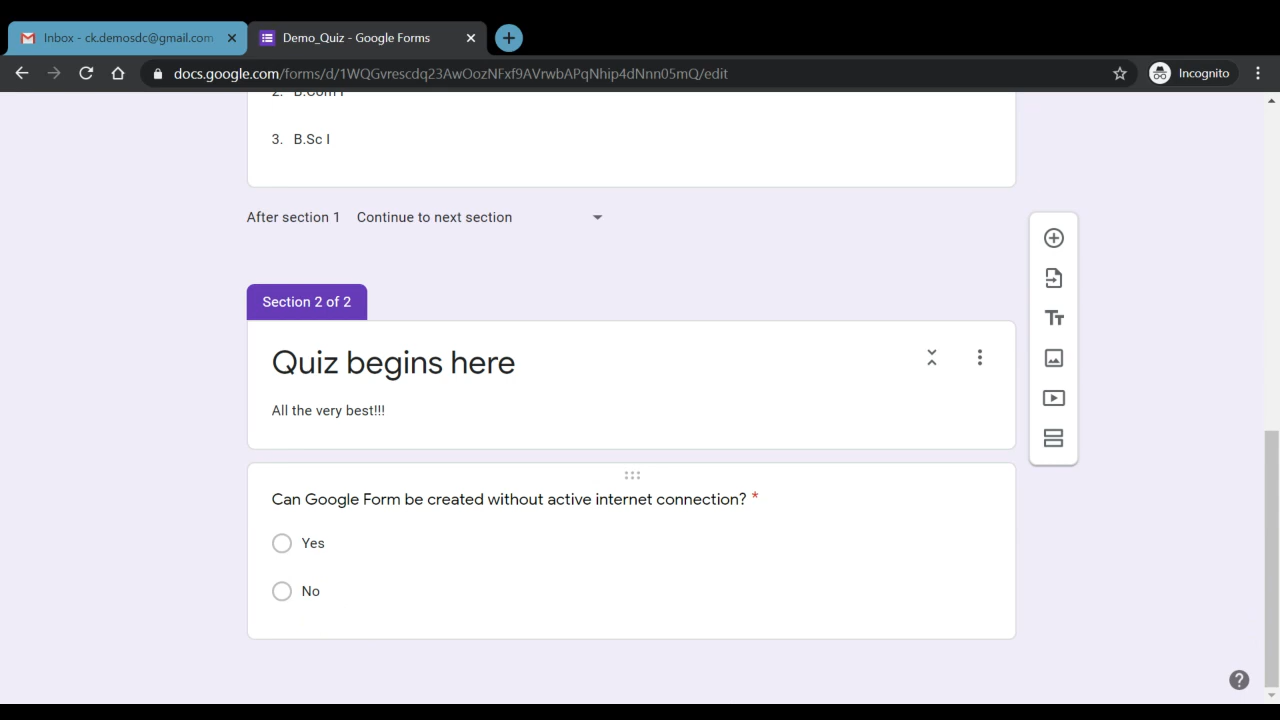 Inbox - ck.demosdc@gmail.com
Demo_Quiz - Google Forms
docs.google.com/forms/d/1WQGvrescdq23AwOozNFxf9AVrwbAPqNhip4dNnn05mQ/edit
Incognito
2. B.Com I
3. B.Sc I
After section 1 Continue to next section
Section 2 of 2
Quiz begins here
All the very best!!!
Can Google Form be created without active internet connection? *
Yes
No